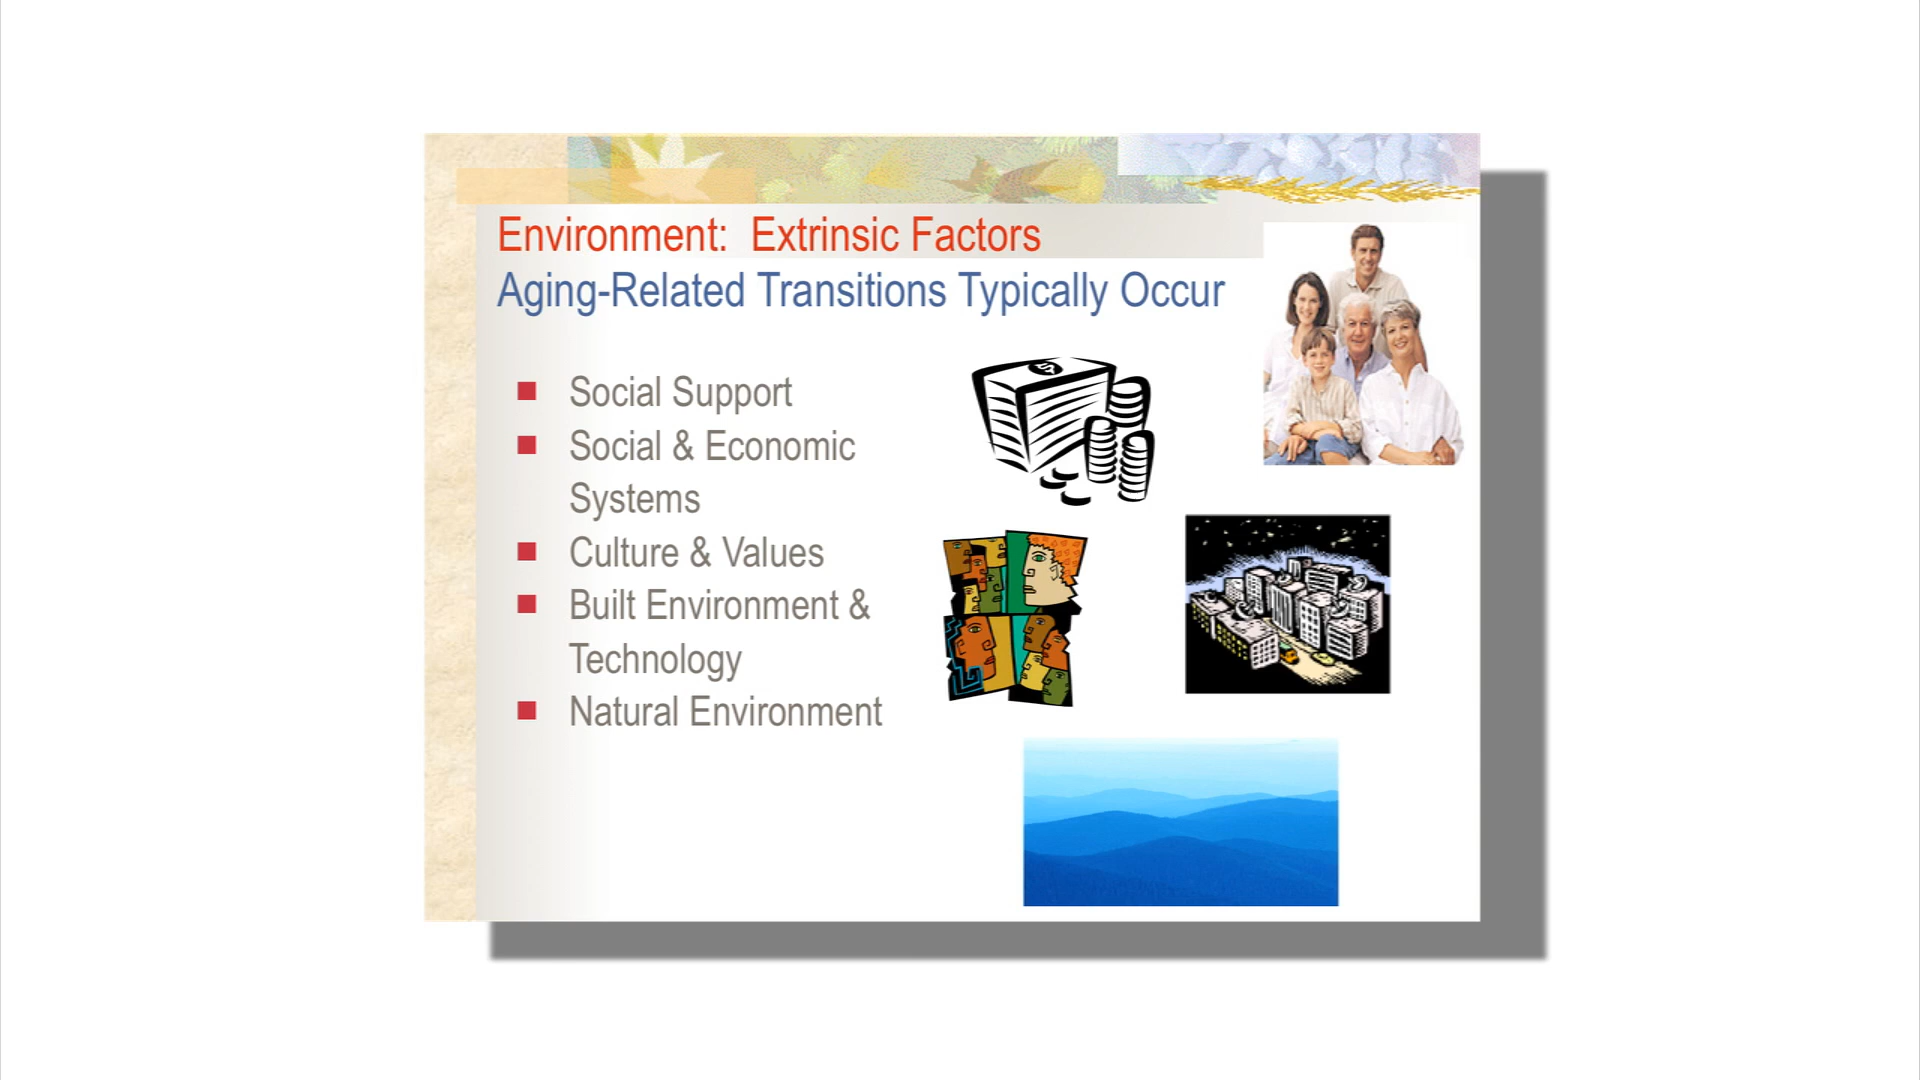 Environment:  Extrinsic Factors
Aging-Related Transitions Typically Occur
Social Support
Social & Economic
Systems
Culture & Values
Built Environment &
Technology
Natural Environment